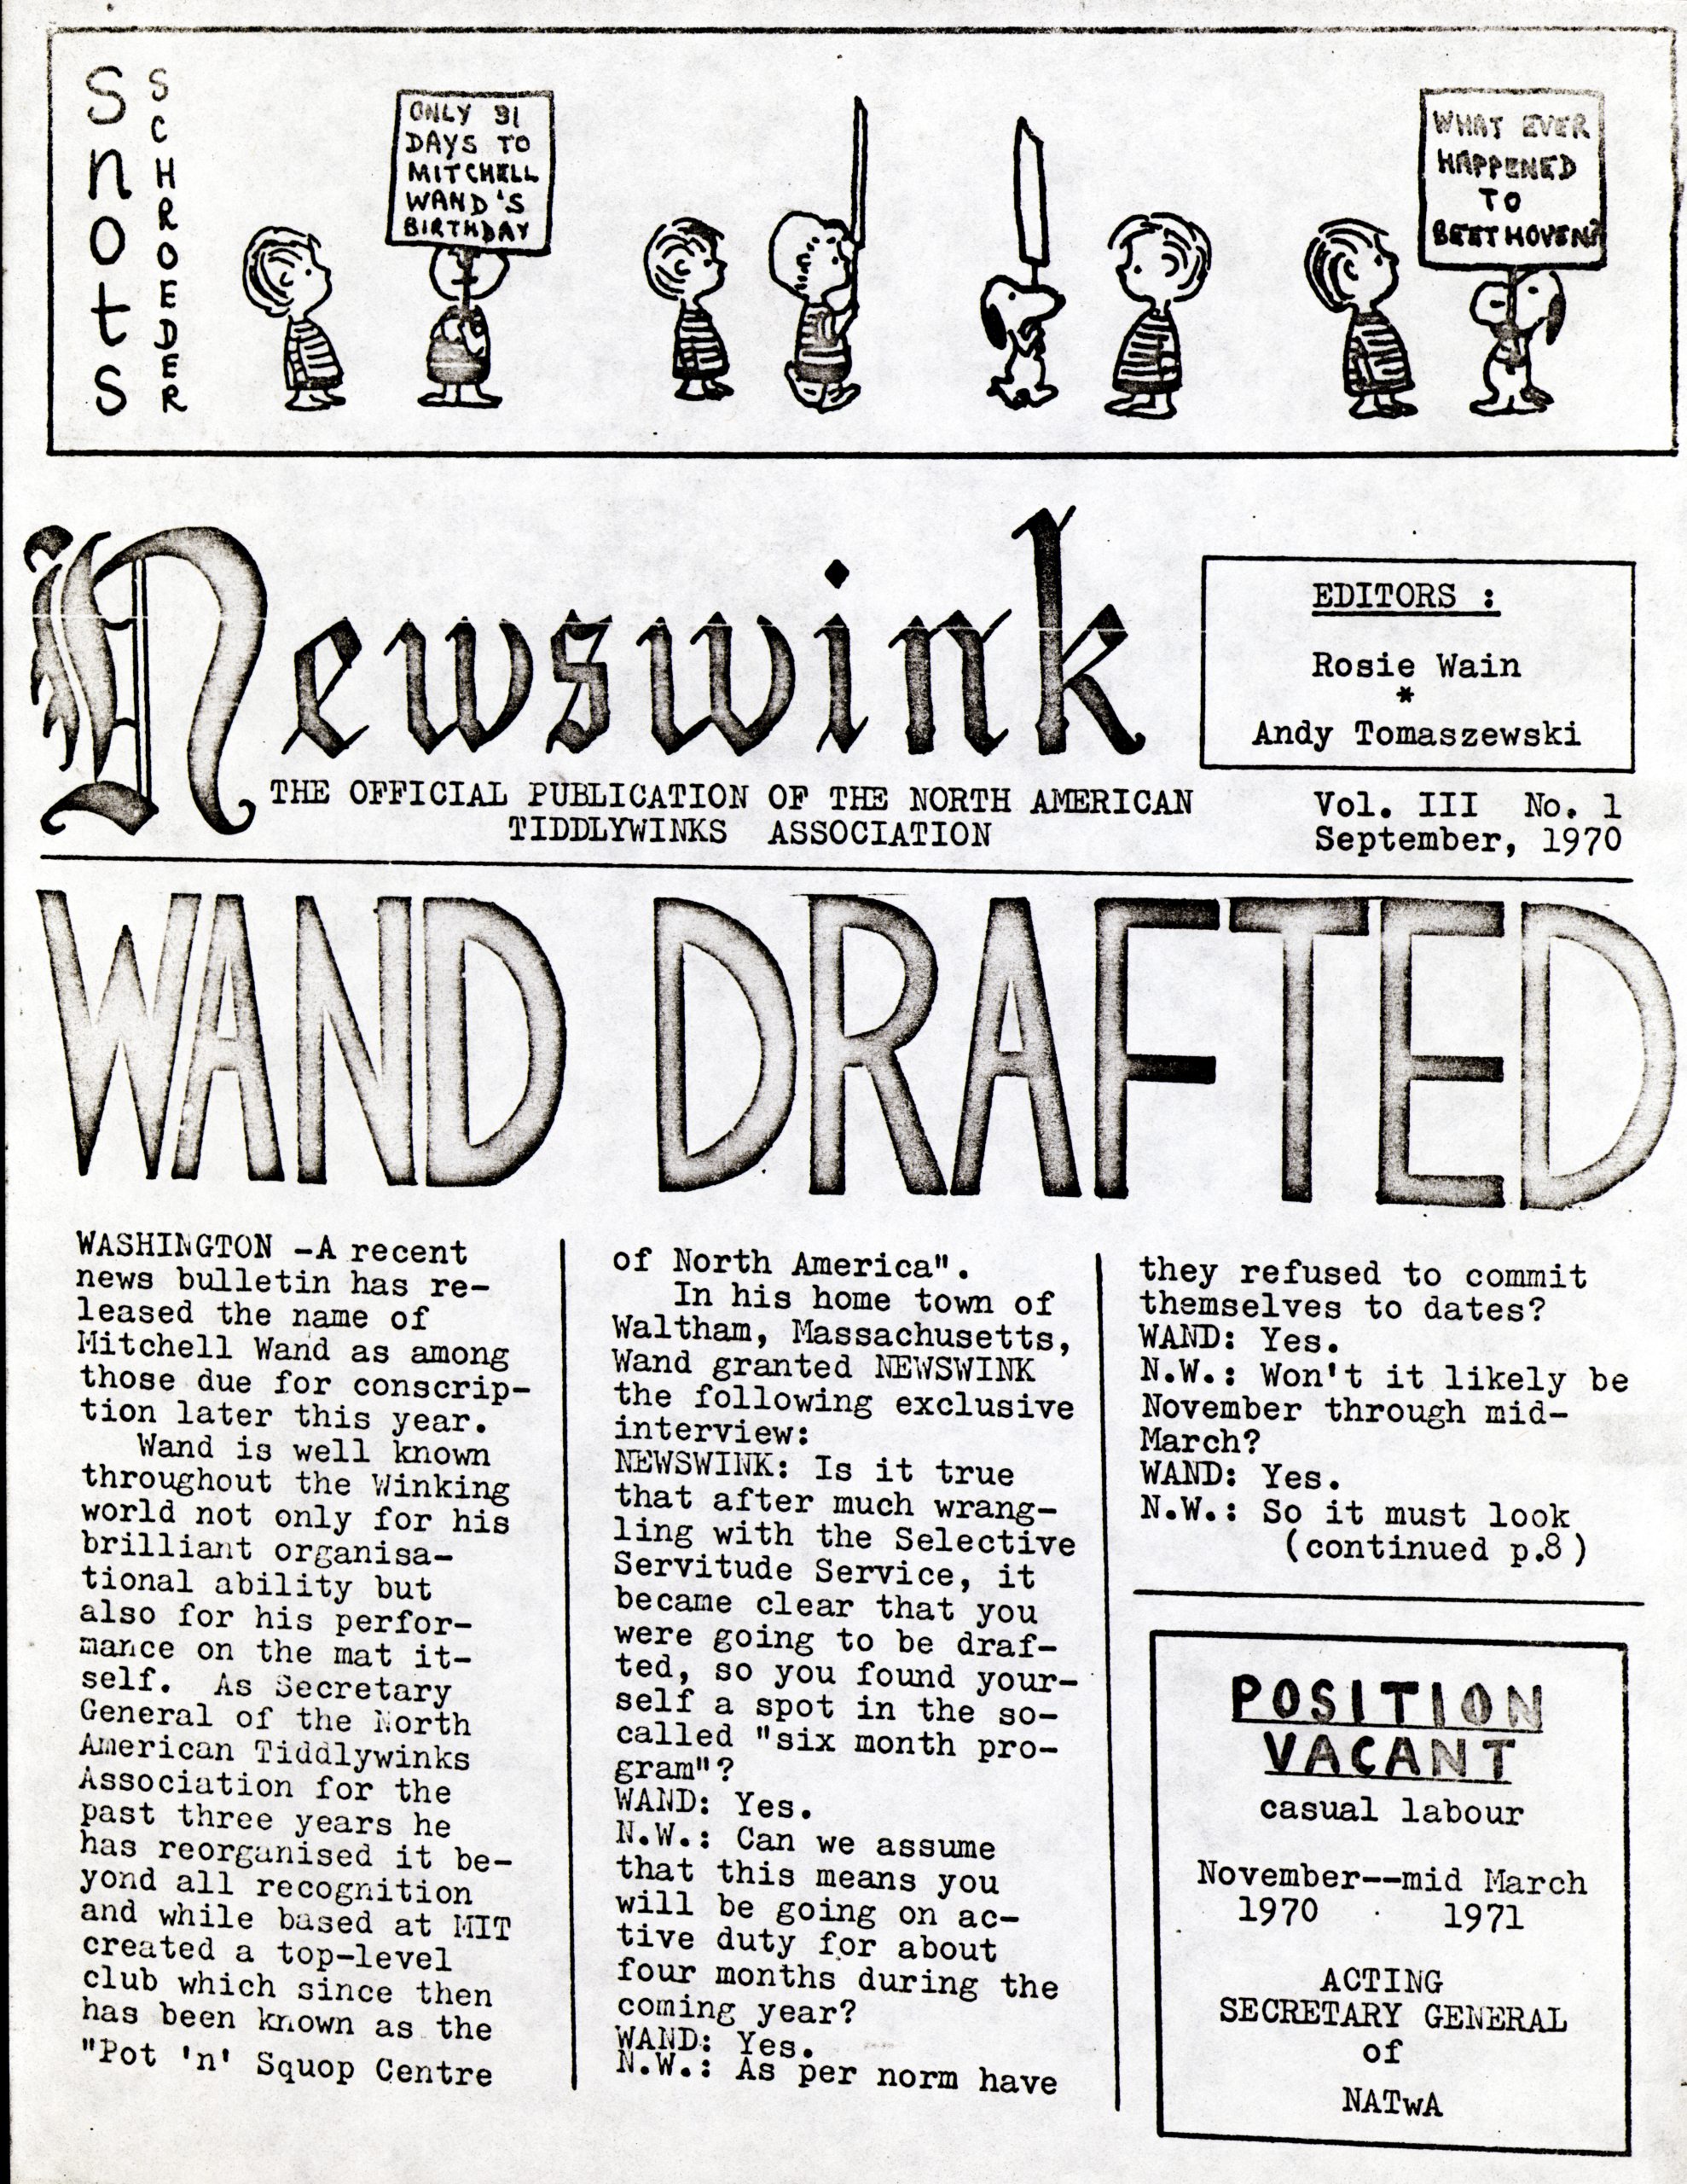 Snots
SCHROEDER
ONLY 91
DAYS TO
MITCHELL
WAND'S
BIRTHDAY
WHAT EVER
HAPPENED
TO
BEETHOVEN?
Newswink
THE OFFICIAL PUBLICATION OF THE NORTH AMERICAN
TIDDLYWINKS ASSOCIATION
EDITORS :
Rosie Wain
*
Andy Tomaszewski
Vol. III No. 1
September, 1970
WAND DRAFTED
WASHINGTON -A recent
news bulletin has re-
leased the name of
Mitchell Wand as among
those due for conscrip-
tion later this year.
Wand is well known
throughout the Winking
world not only for his
brilliant organisa-
tional ability but
also for his perfor-
mance on the mat it-
self. As Secretary
General of the North
American Tiddlywinks
Association for the
past three years he
has reorganised it be-
yond all recognition
and while based at MIT
created a top-level
club which since then
has been known as the
"Pot 'n' Squop Centre
of North America".
In his home town of
Waltham, Massachusetts,
Wand granted NEWSWINK
the following exclusive
interview:
NEWSWINK: Is it true
that after much wrang-
ling with the Selective
Servitude Service, it
became clear that you
were going to be draf-
ted, so you found your-
self a spot in the so-
called "six month pro-
gram"?
WAND: Yes.
N.W.: Can we assume
that this means you
will be going on ac-
tive duty for about
four months during the
coming year?
WAND: Yes.
N.W.: As per norm have
they refused to commit
themselves to dates?
WAND: Yes.
N.W.: Won't it likely be
November through mid-
March?
WAND: Yes.
N.W.: So it must look
(continued p.8)
POSITION
VACANT
casual labour
November--mid March
1970 1971
ACTING
SECRETARY GENERAL
of
NATwA